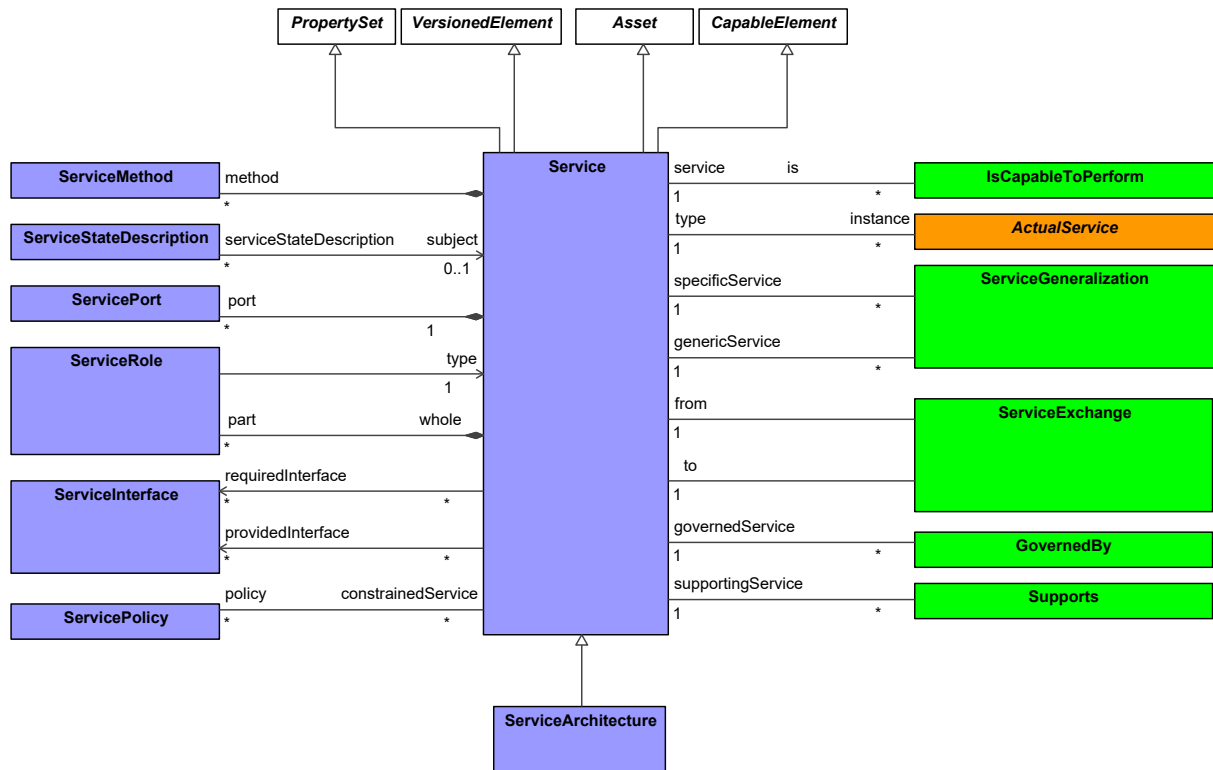 PropertySet
VersionedElement
Asset
CapableElement
Service
ServiceMethod
method
*
ServiceStateDescription
serviceStateDescription
subject
*
0..1
ServicePort
port
*
1
ServiceRole
type
1
part
whole
*
ServiceInterface
requiredInterface
*
*
providedInterface
*
*
ServicePolicy
policy
constrainedService
*
*
service
is
1
*
IsCapableToPerform
type
instance
1
*
ActualService
specificService
1
*
ServiceGeneralization
genericService
1
*
from
1
ServiceExchange
to
1
governedService
1
*
GovernedBy
supportingService
1
*
Supports
ServiceArchitecture